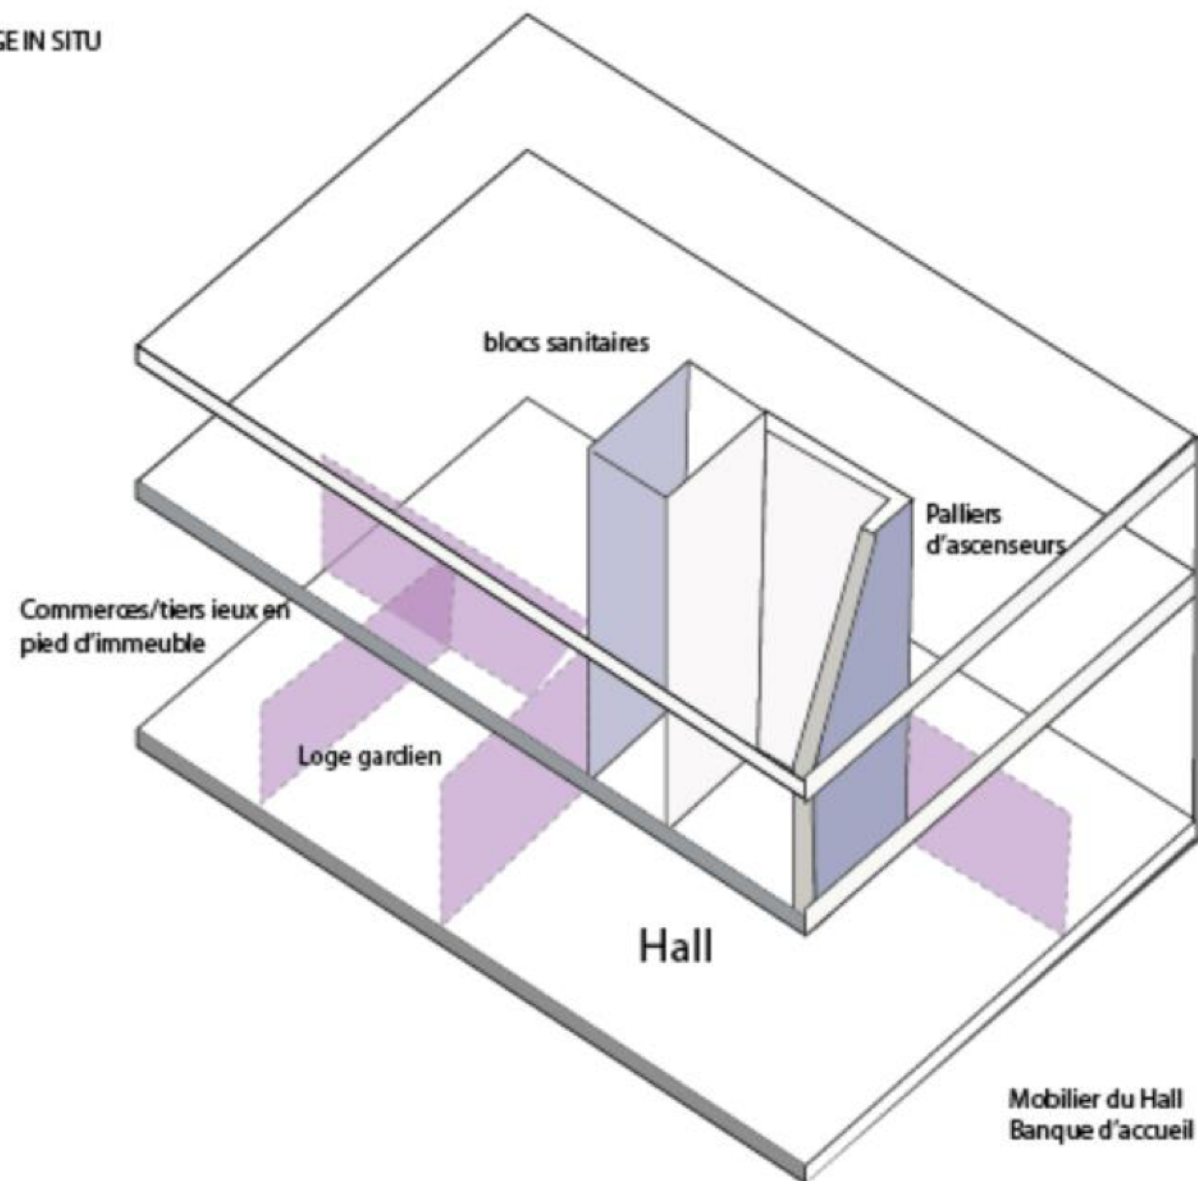 GE IN SITU
blocs sanitaires
Palliers
d'ascenseurs
Commerces/tiers ieux en
pied d'immeuble
Loge gardien
Hall
Mobilier du Hall
Banque d'accueil